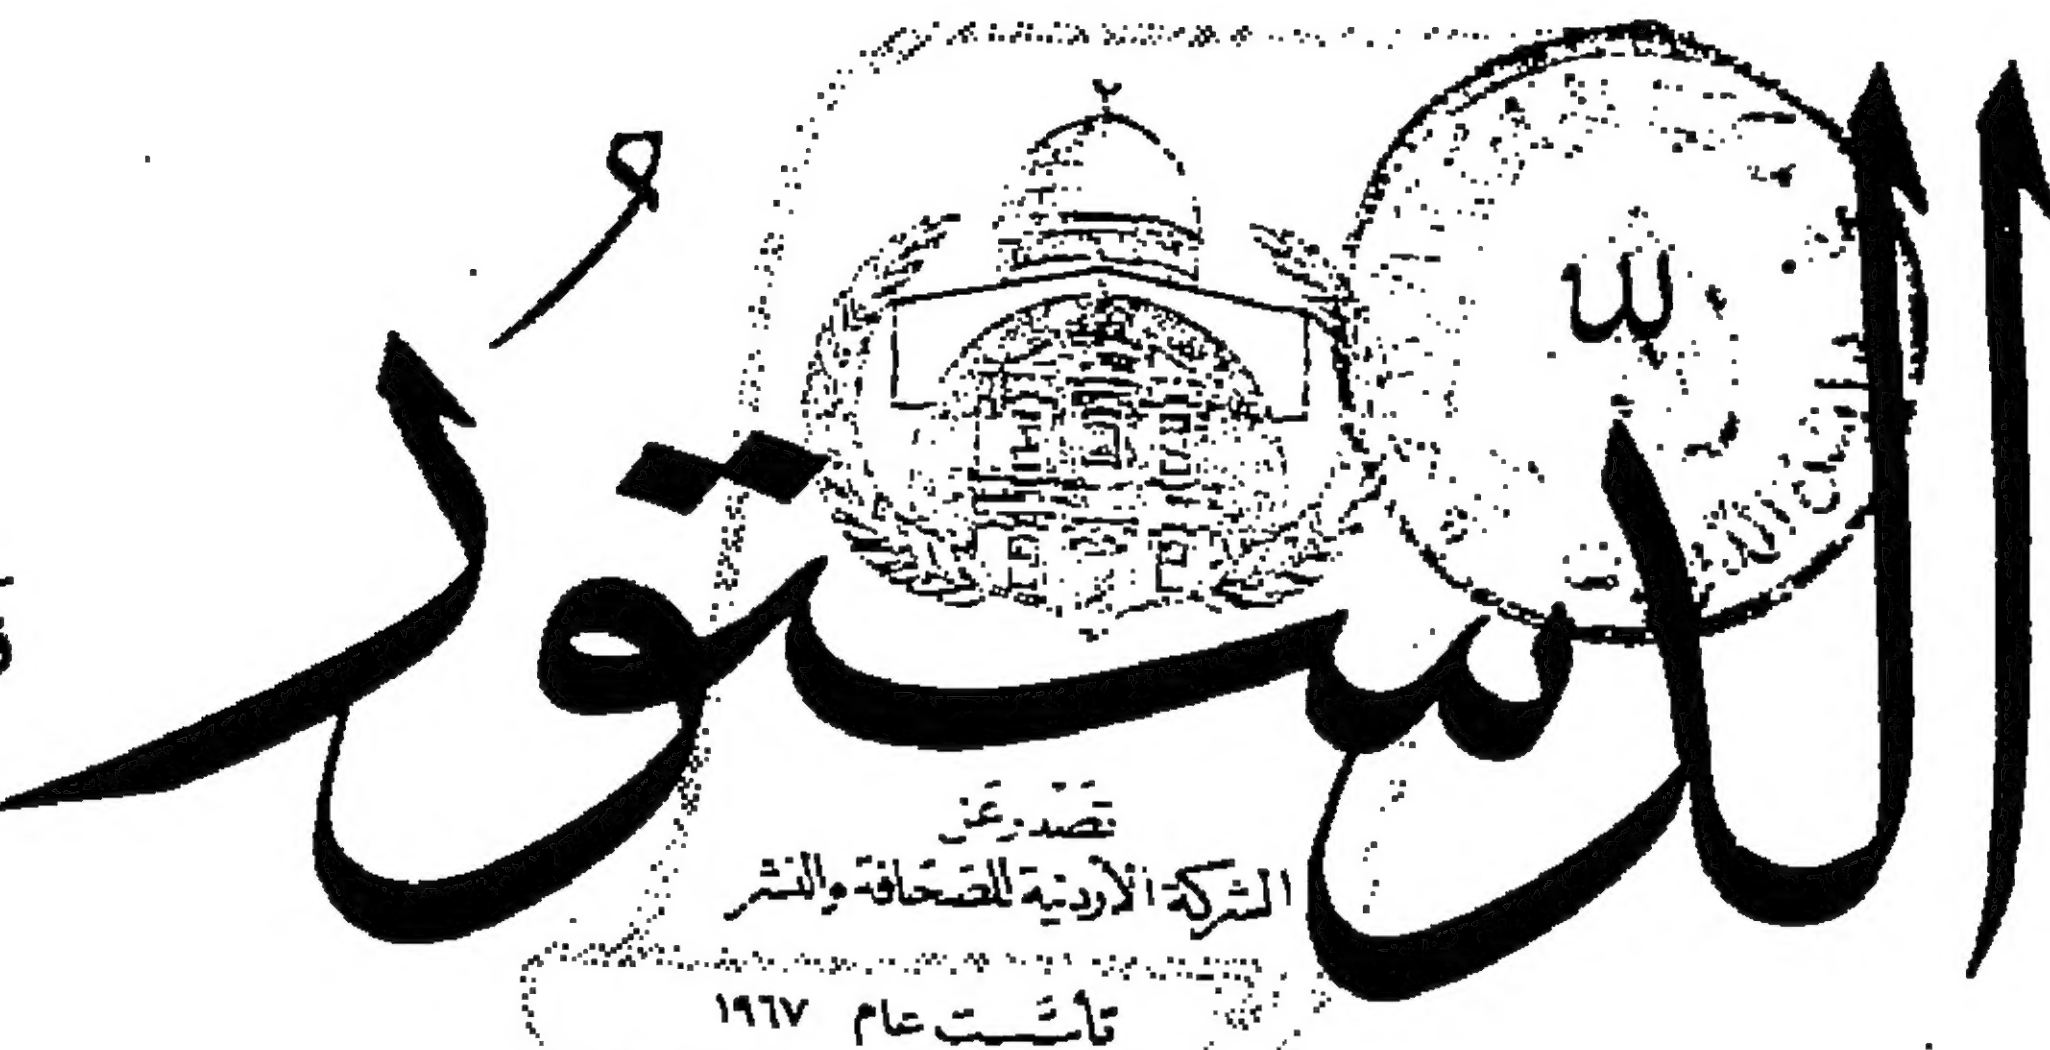 الدستورُ
تصدر عن
الشركة الأردنية للصحافة والنشر
تأسست عام ١٩٦٧